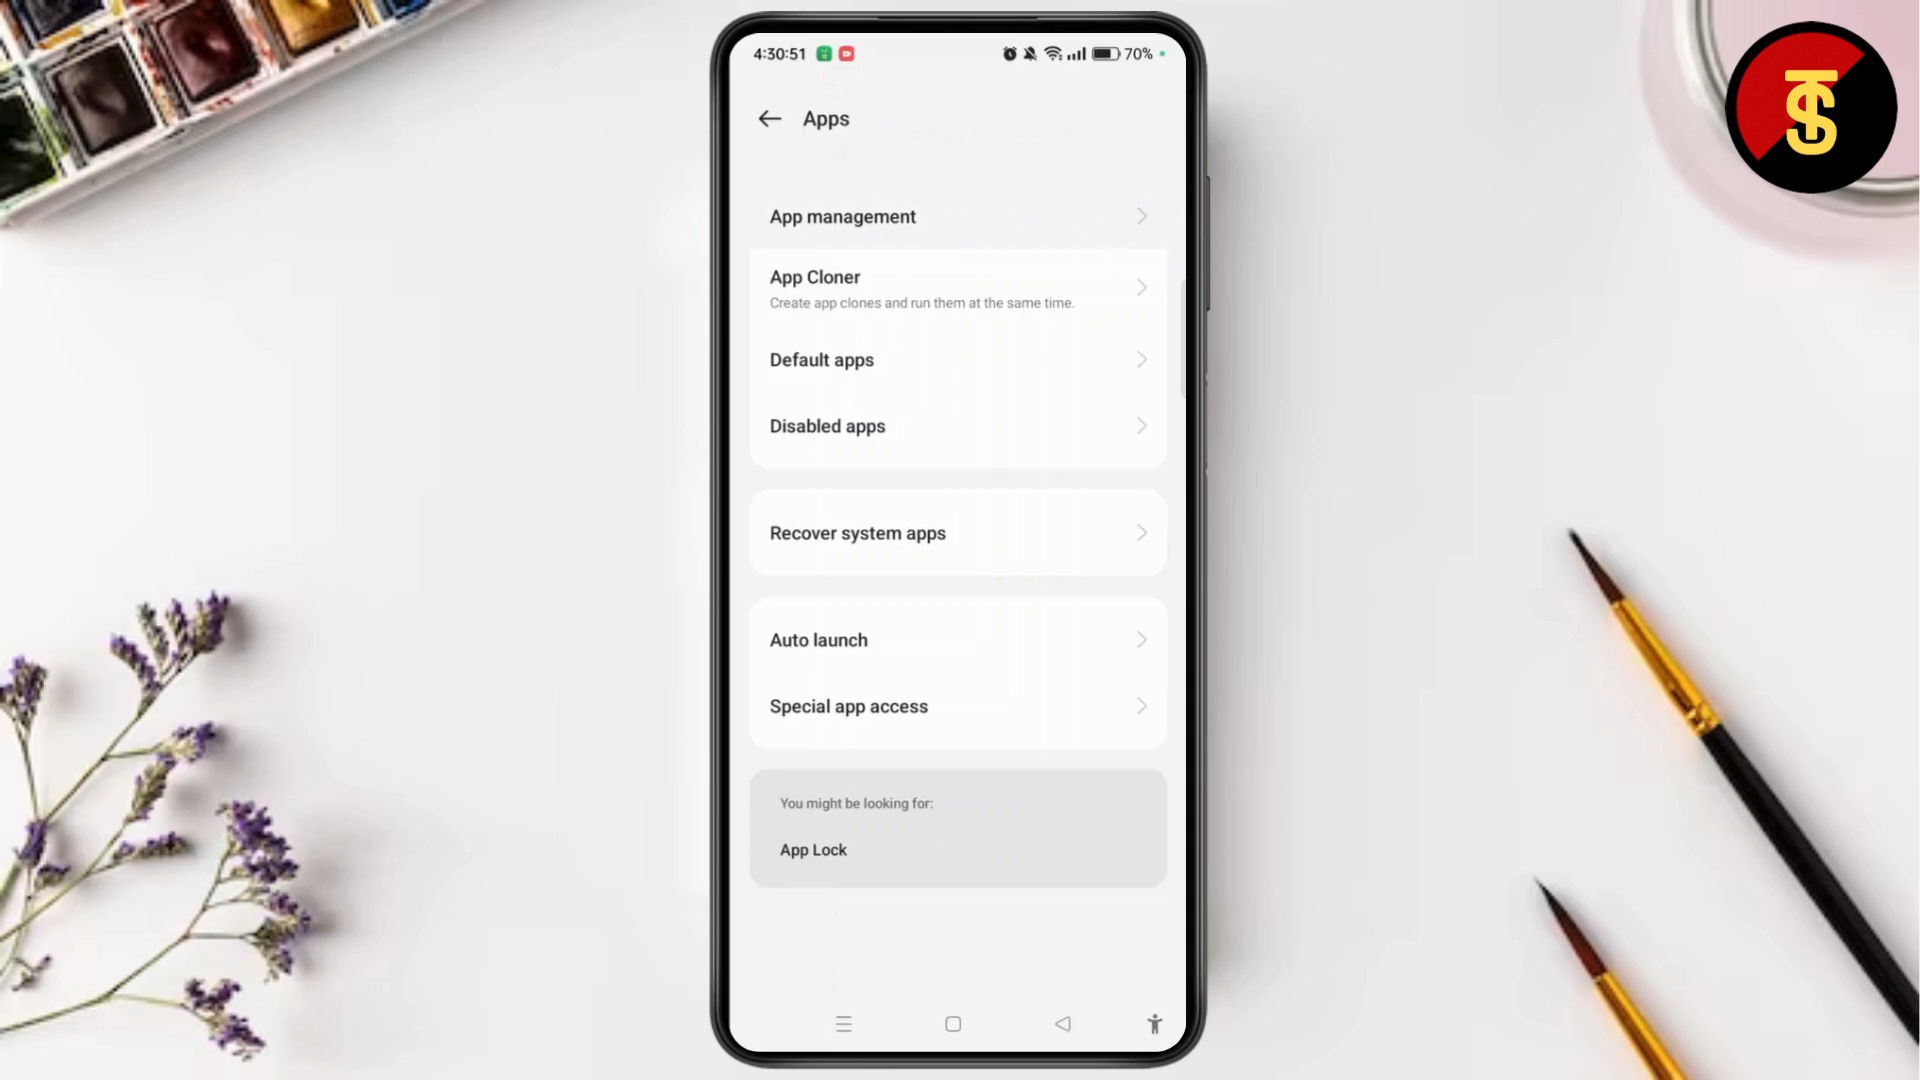 4:30:51
70%
Apps
App management
App Cloner
Create app clones and run them at the same time.
Default apps
Disabled apps
Recover system apps
Auto launch
Special app access
You might be looking for:
App Lock